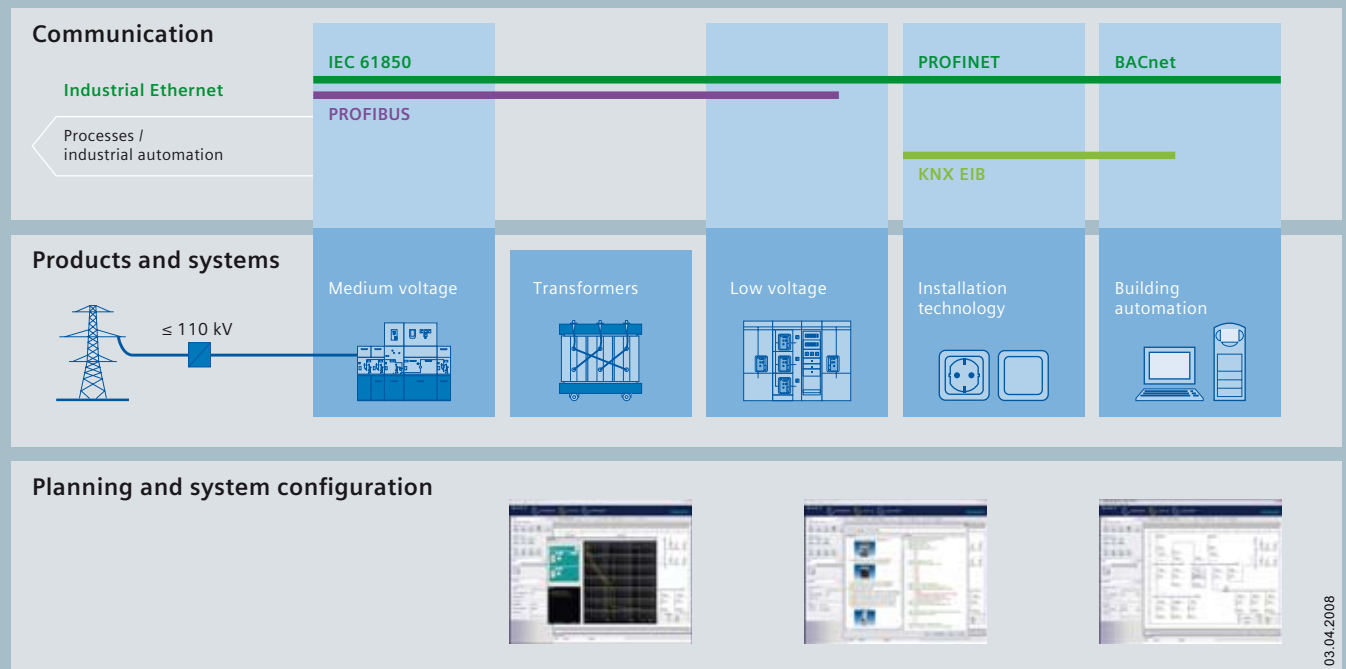 Communication
Industrial Ethernet
Processes /
industrial automation
IEC 61850
PROFIBUS
PROFINET
BACnet
KNX EIB
Products and systems
≤ 110 kV
Medium voltage
Transformers
Low voltage
Installation
technology
Building
automation
Planning and system configuration
03.04.2008